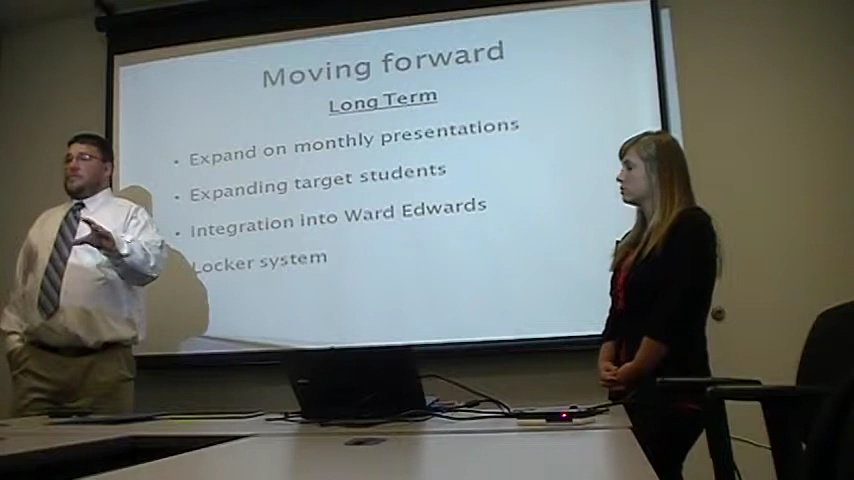 Moving forward
Long Term
• Expand on monthly presentations
• Expanding target students
• Integration into Ward Edwards
Locker system